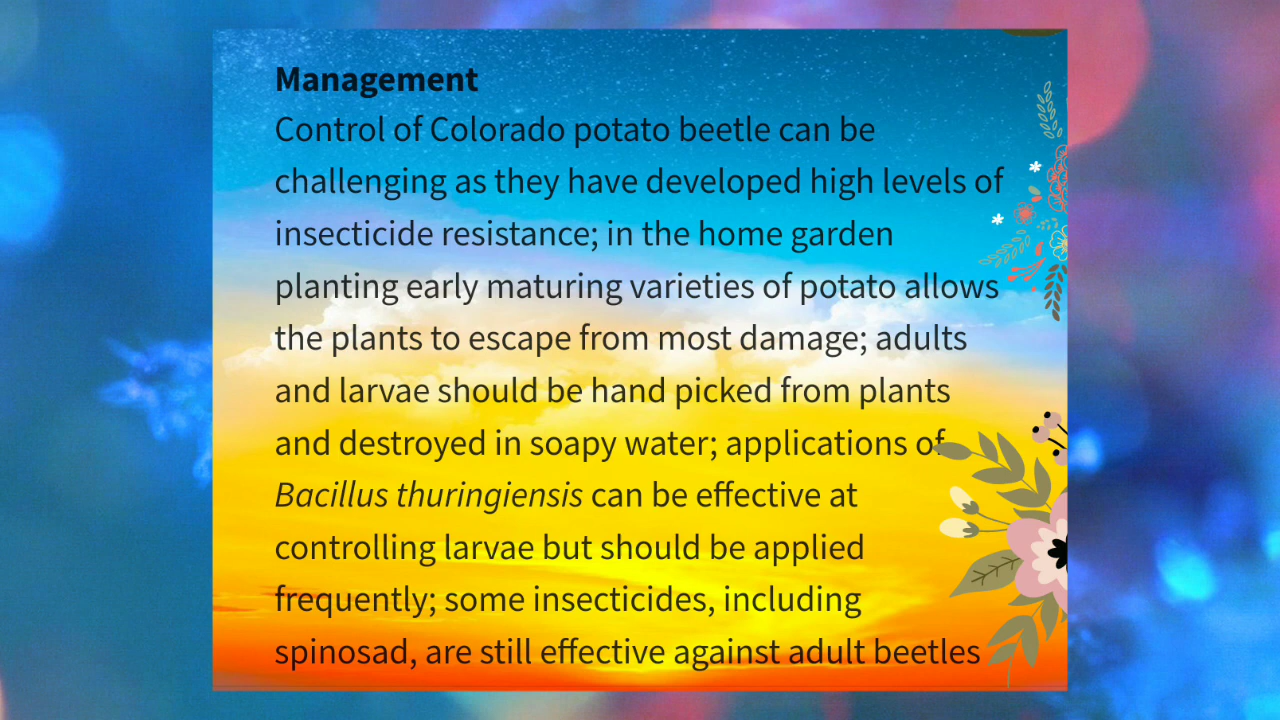 Management
Control of Colorado potato beetle can be
challenging as they have developed high levels of
insecticide resistance; in the home garden
planting early maturing varieties of potato allows
the plants to escape from most damage; adults
and larvae should be hand picked from plants
and destroyed in soapy water; applications of
Bacillus thuringiensis can be effective at
controlling larvae but should be applied
frequently; some insecticides, including
spinosad, are still effective against adult beetles